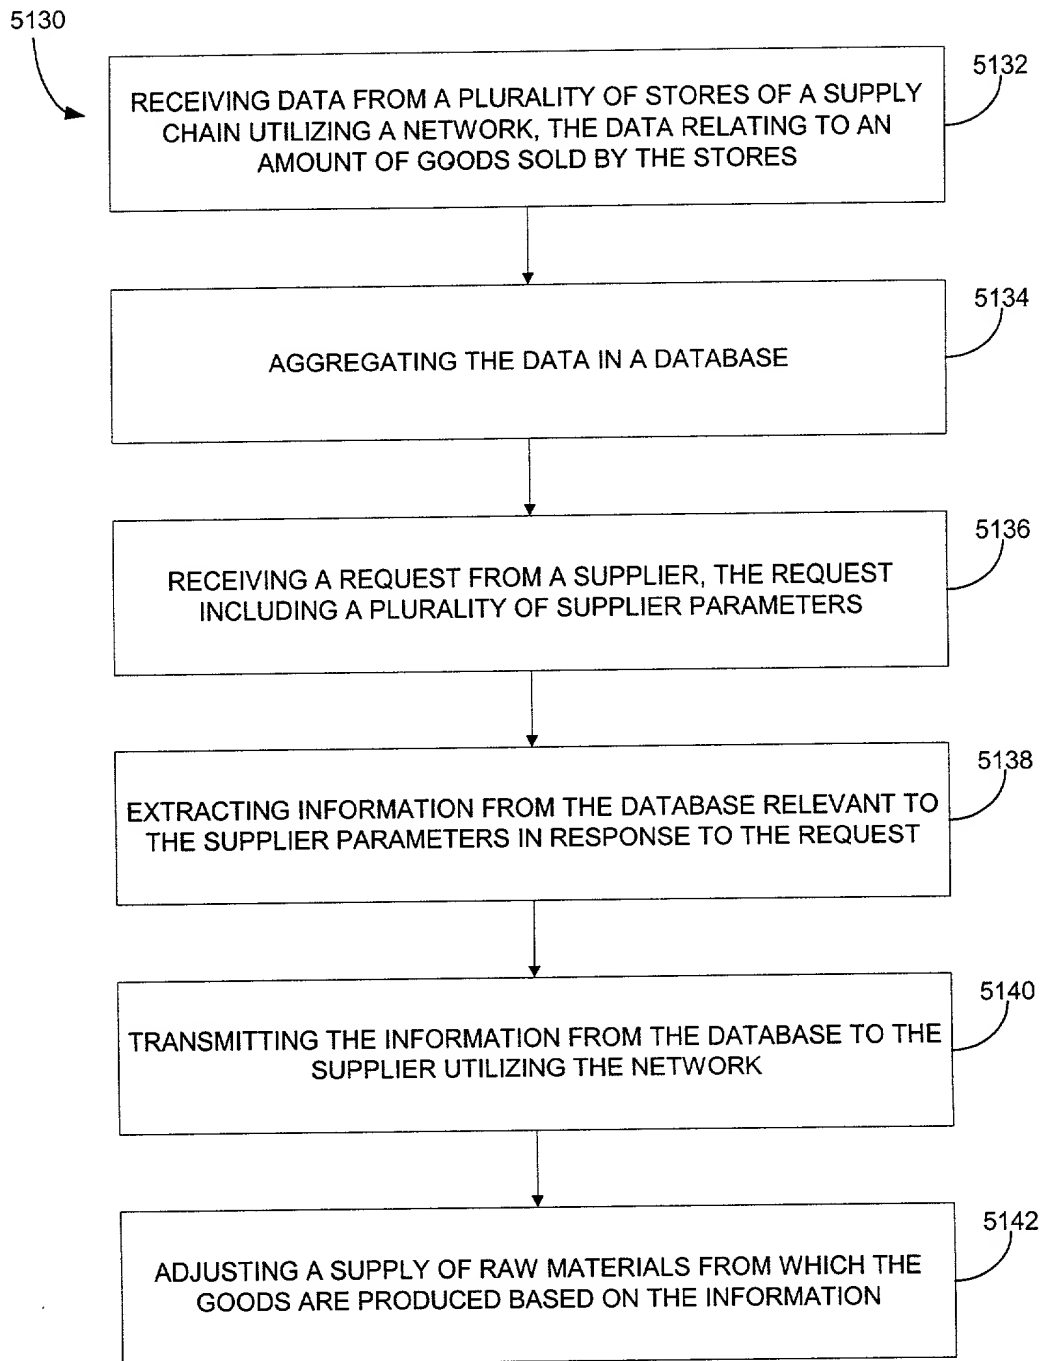 5130
5132
RECEIVING DATA FROM A PLURALITY OF STORES OF A SUPPLY
CHAIN UTILIZING A NETWORK, THE DATA RELATING TO AN
AMOUNT OF GOODS SOLD BY THE STORES
5134
AGGREGATING THE DATA IN A DATABASE
5136
RECEIVING A REQUEST FROM A SUPPLIER, THE REQUEST
INCLUDING A PLURALITY OF SUPPLIER PARAMETERS
5138
EXTRACTING INFORMATION FROM THE DATABASE RELEVANT TO
THE SUPPLIER PARAMETERS IN RESPONSE TO THE REQUEST
5140
TRANSMITTING THE INFORMATION FROM THE DATABASE TO THE
SUPPLIER UTILIZING THE NETWORK
5142
ADJUSTING A SUPPLY OF RAW MATERIALS FROM WHICH THE
GOODS ARE PRODUCED BASED ON THE INFORMATION